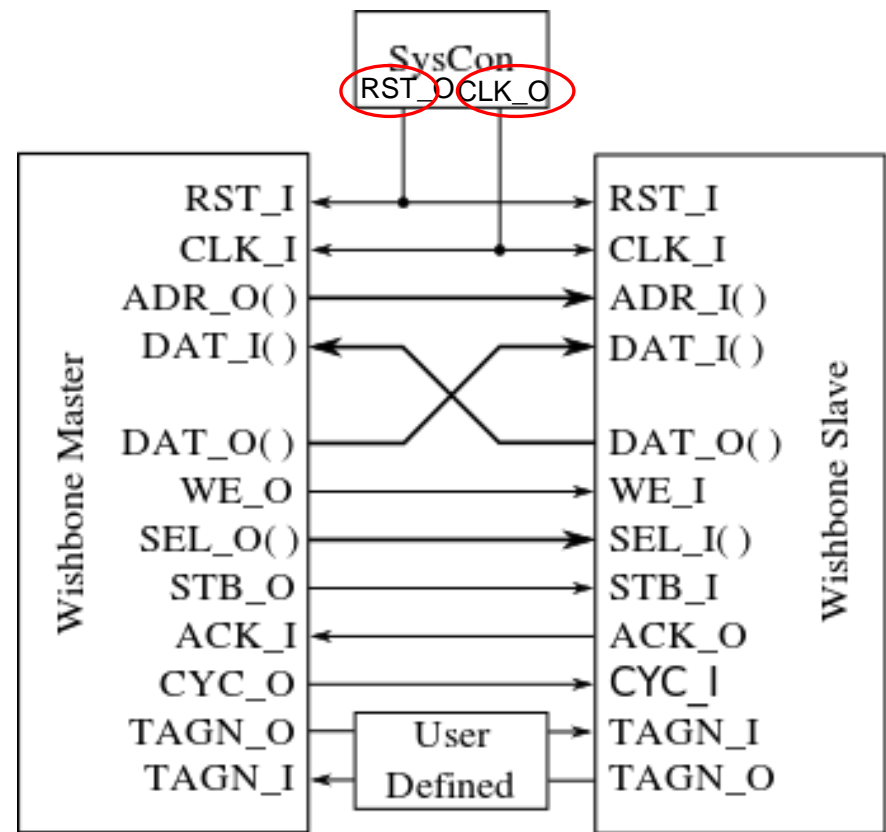 SysCon
RST_O CLK_O
Wishbone Master
RST_I
CLK_I
ADR_O( )
DAT_I( )
DAT_O( )
WE_O
SEL_O( )
STB_O
ACK_I
CYC_O
TAGN_O
TAGN_I
User
Defined
RST_I
CLK_I
ADR_I( )
DAT_I( )
DAT_O( )
WE_I
SEL_I( )
STB_I
ACK_O
CYC_I
TAGN_I
TAGN_O
Wishbone Slave